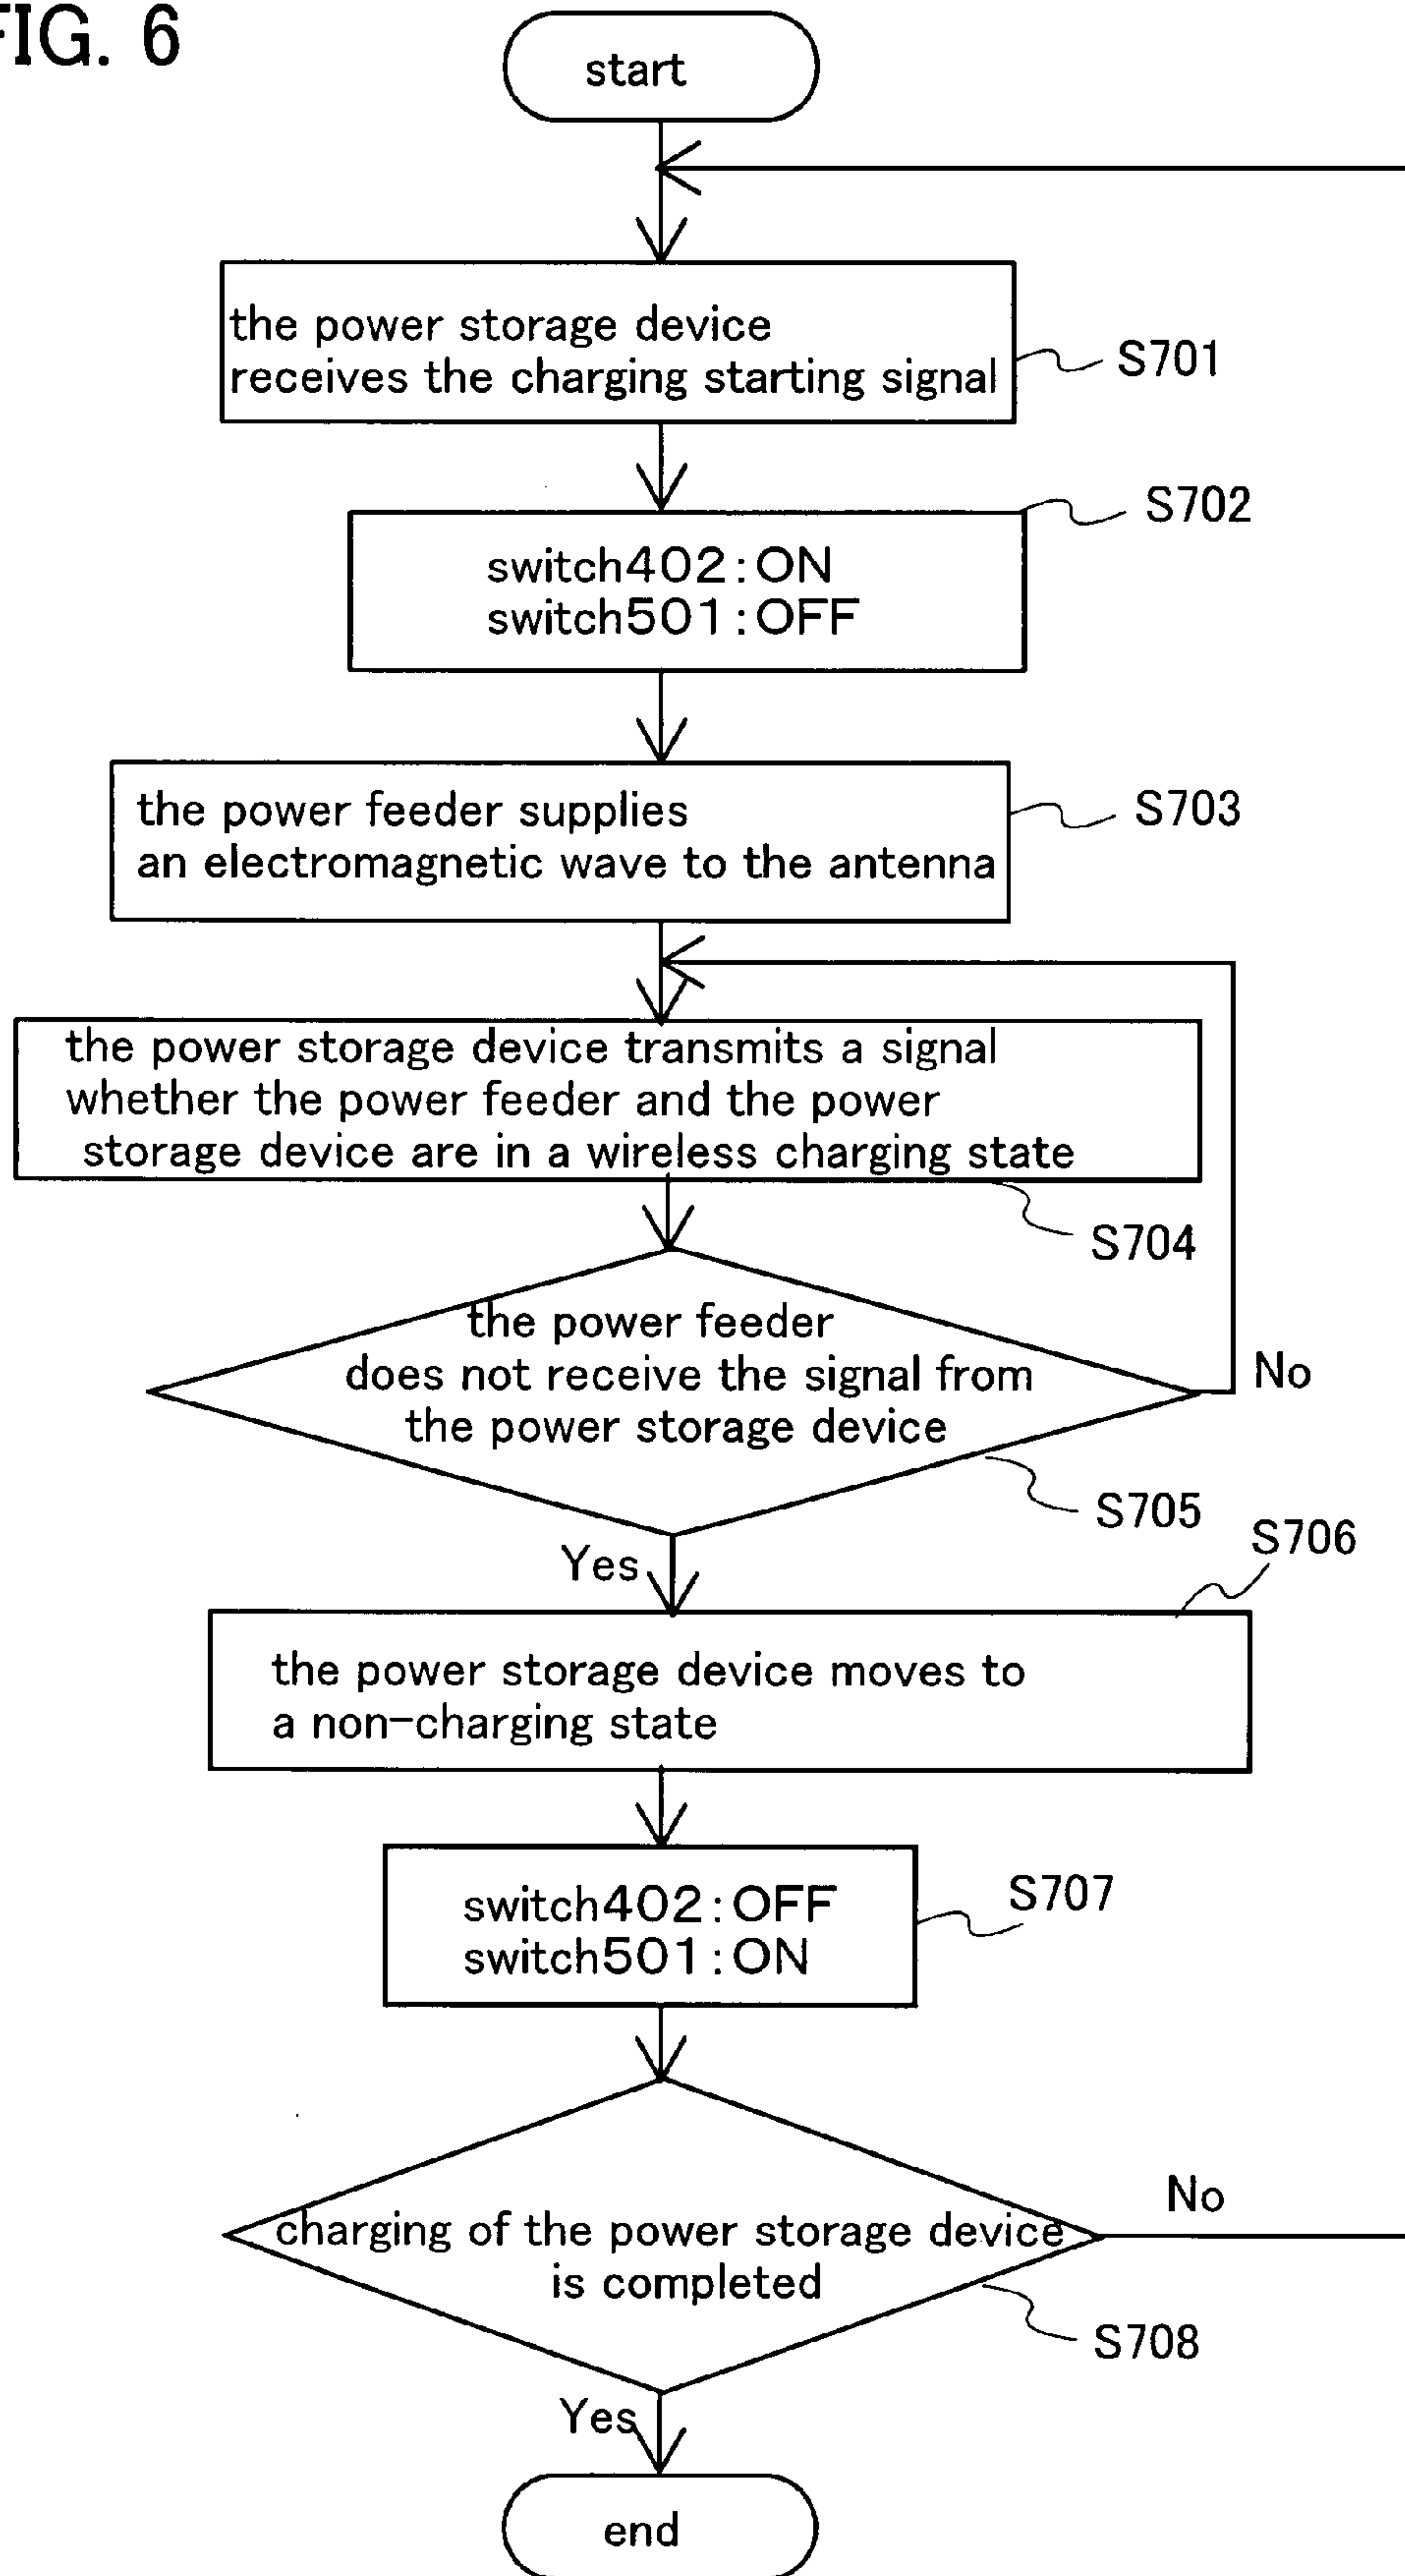 FIG. 6
start
the power storage device
receives the charging starting signal
S701
S702
switch402:ON
switch501:OFF
the power feeder supplies
an electromagnetic wave to the antenna
S703
the power storage device transmits a signal
whether the power feeder and the power
storage device are in a wireless charging state
S704
the power feeder
does not receive the signal from
the power storage device
No
S705
Yes
S706
the power storage device moves to
a non-charging state
switch402:OFF
switch501:ON
S707
No
charging of the power storage device
is completed
S708
Yes
end